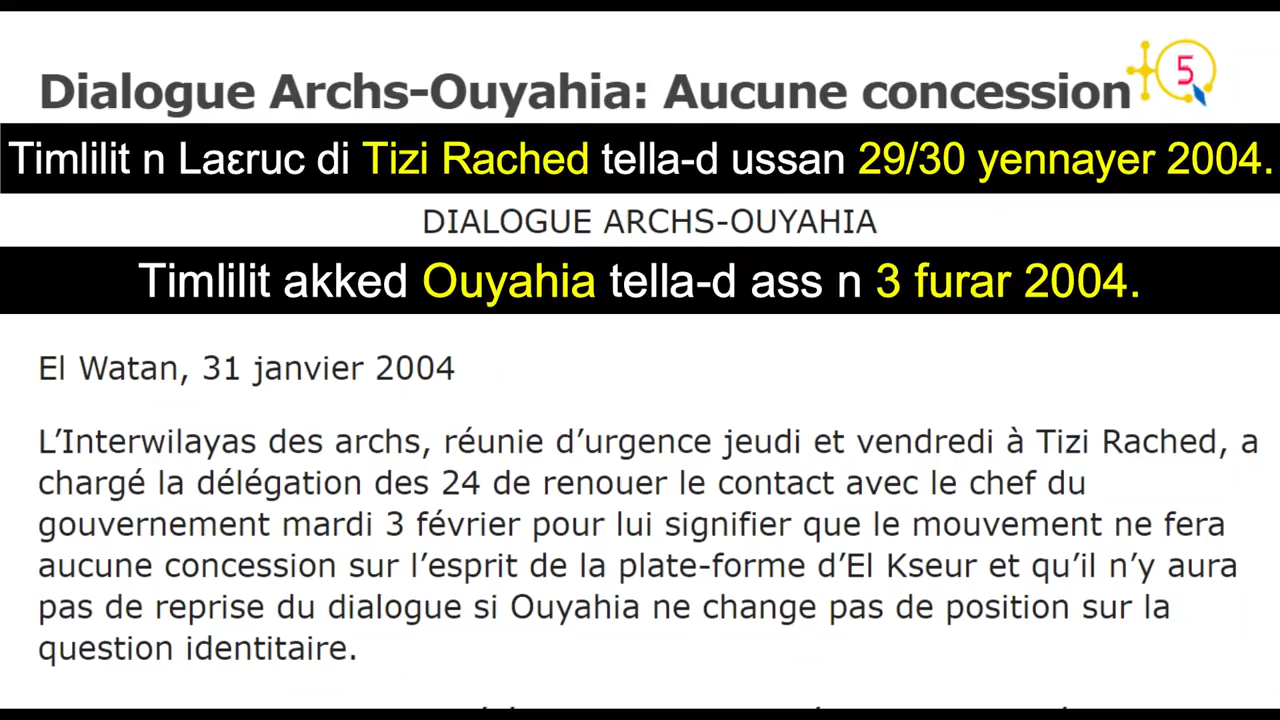 Dialogue Archs-Ouyahia: Aucune concession
5
Timlilit n Laɛruc di Tizi Rached tella-d ussan 29/30 yennayer 2004.
DIALOGUE ARCHS-OUYAHIA
Timlilit akked Ouyahia tella-d ass n 3 furar 2004.
El Watan, 31 janvier 2004
L’Interwilayas des archs, réunie d’urgence jeudi et vendredi à Tizi Rached, a
chargé la délégation des 24 de renouer le contact avec le chef du
gouvernement mardi 3 février pour lui signifier que le mouvement ne fera
aucune concession sur l’esprit de la plate-forme d’El Kseur et qu’il n’y aura
pas de reprise du dialogue si Ouyahia ne change pas de position sur la
question identitaire.